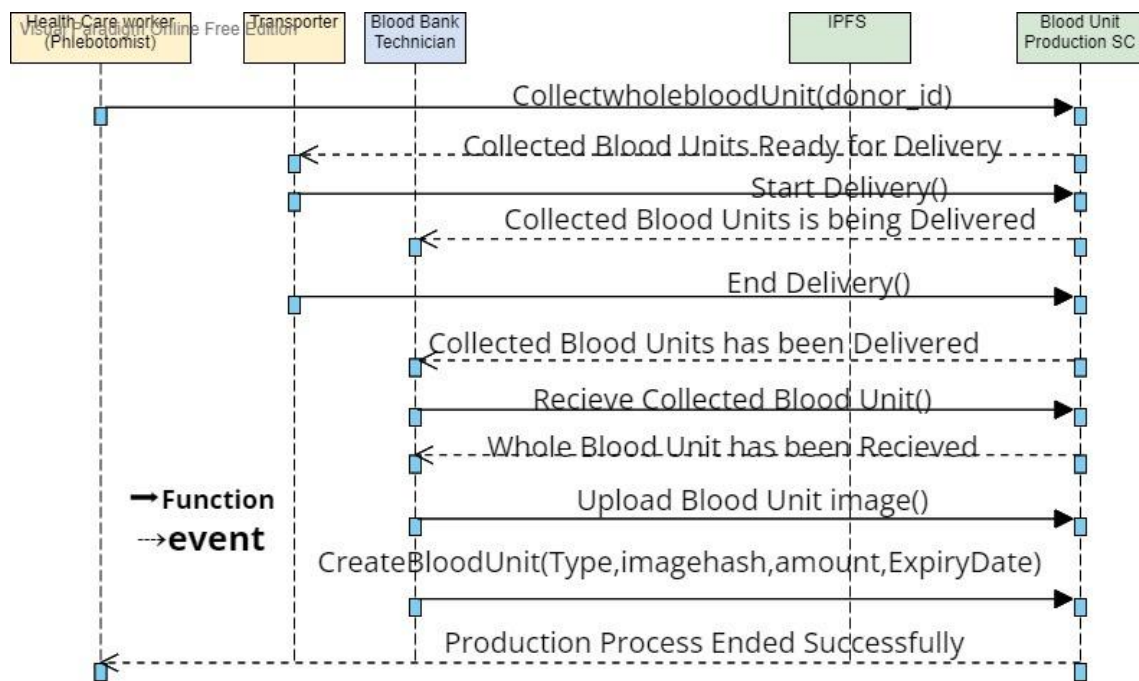 Health Care worker
(Phlebotomist)
Visual Paradigm Online Free Edition
Transporter
Blood Bank
Technician
IPFS
Blood Unit
Production SC
CollectwholebloodUnit(donor_id)
Collected Blood Units Ready for Delivery
Start Delivery()
Collected Blood Units is being Delivered
End Delivery()
Collected Blood Units has been Delivered
Recieve Collected Blood Unit()
Whole Blood Unit has been Recieved
Function
Upload Blood Unit image()
event
CreateBloodUnit(Type,imagehash,amount,ExpiryDate)
Production Process Ended Successfully